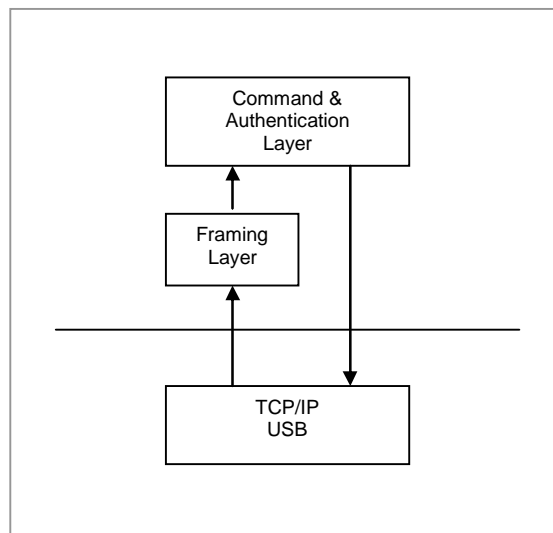 Command &
Authentication
Layer
Framing
Layer
TCP/IP
USB